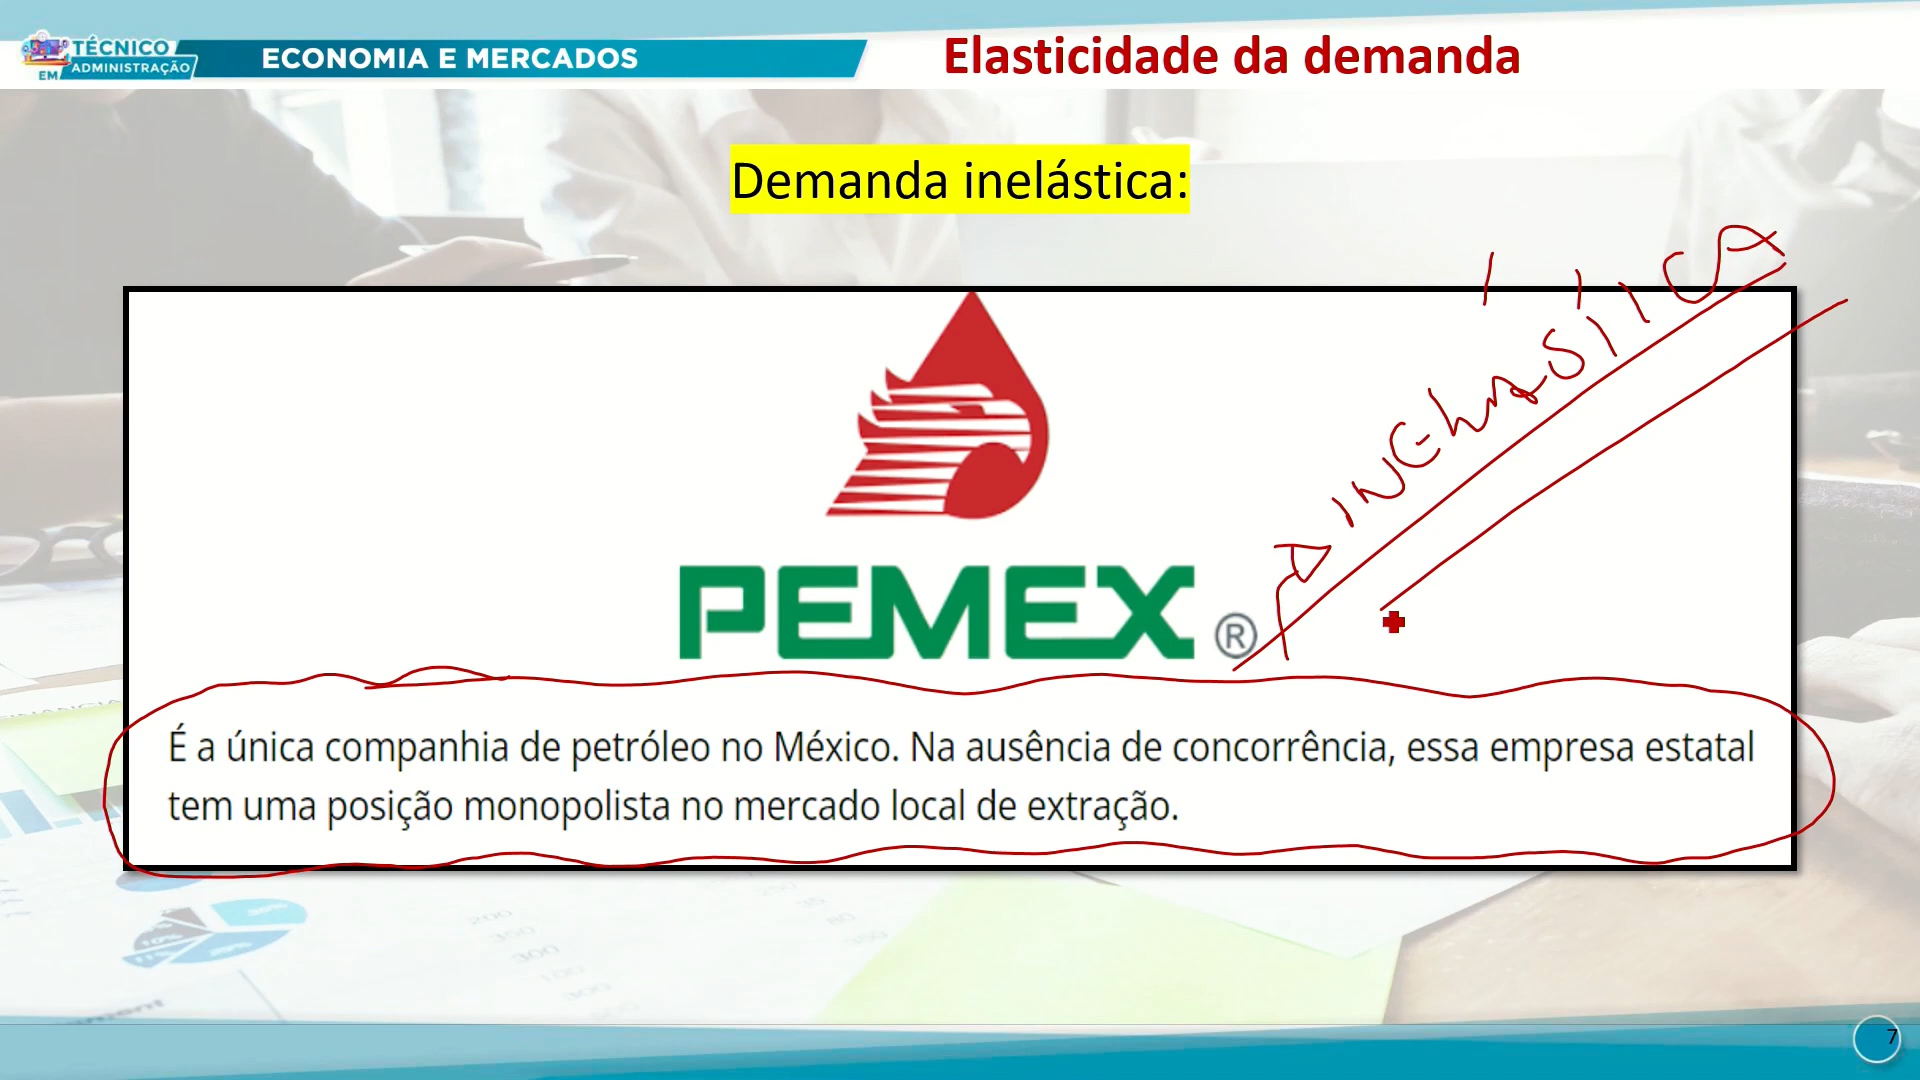 TÉCNICO
EM ADMINISTRAÇÃO
ECONOMIA E MERCADOS
Elasticidade da demanda
Demanda inelástica:
INELÁSTICA
PEMEX ®
É a única companhia de petróleo no México. Na ausência de concorrência, essa empresa estatal
tem uma posição monopolista no mercado local de extração.
7